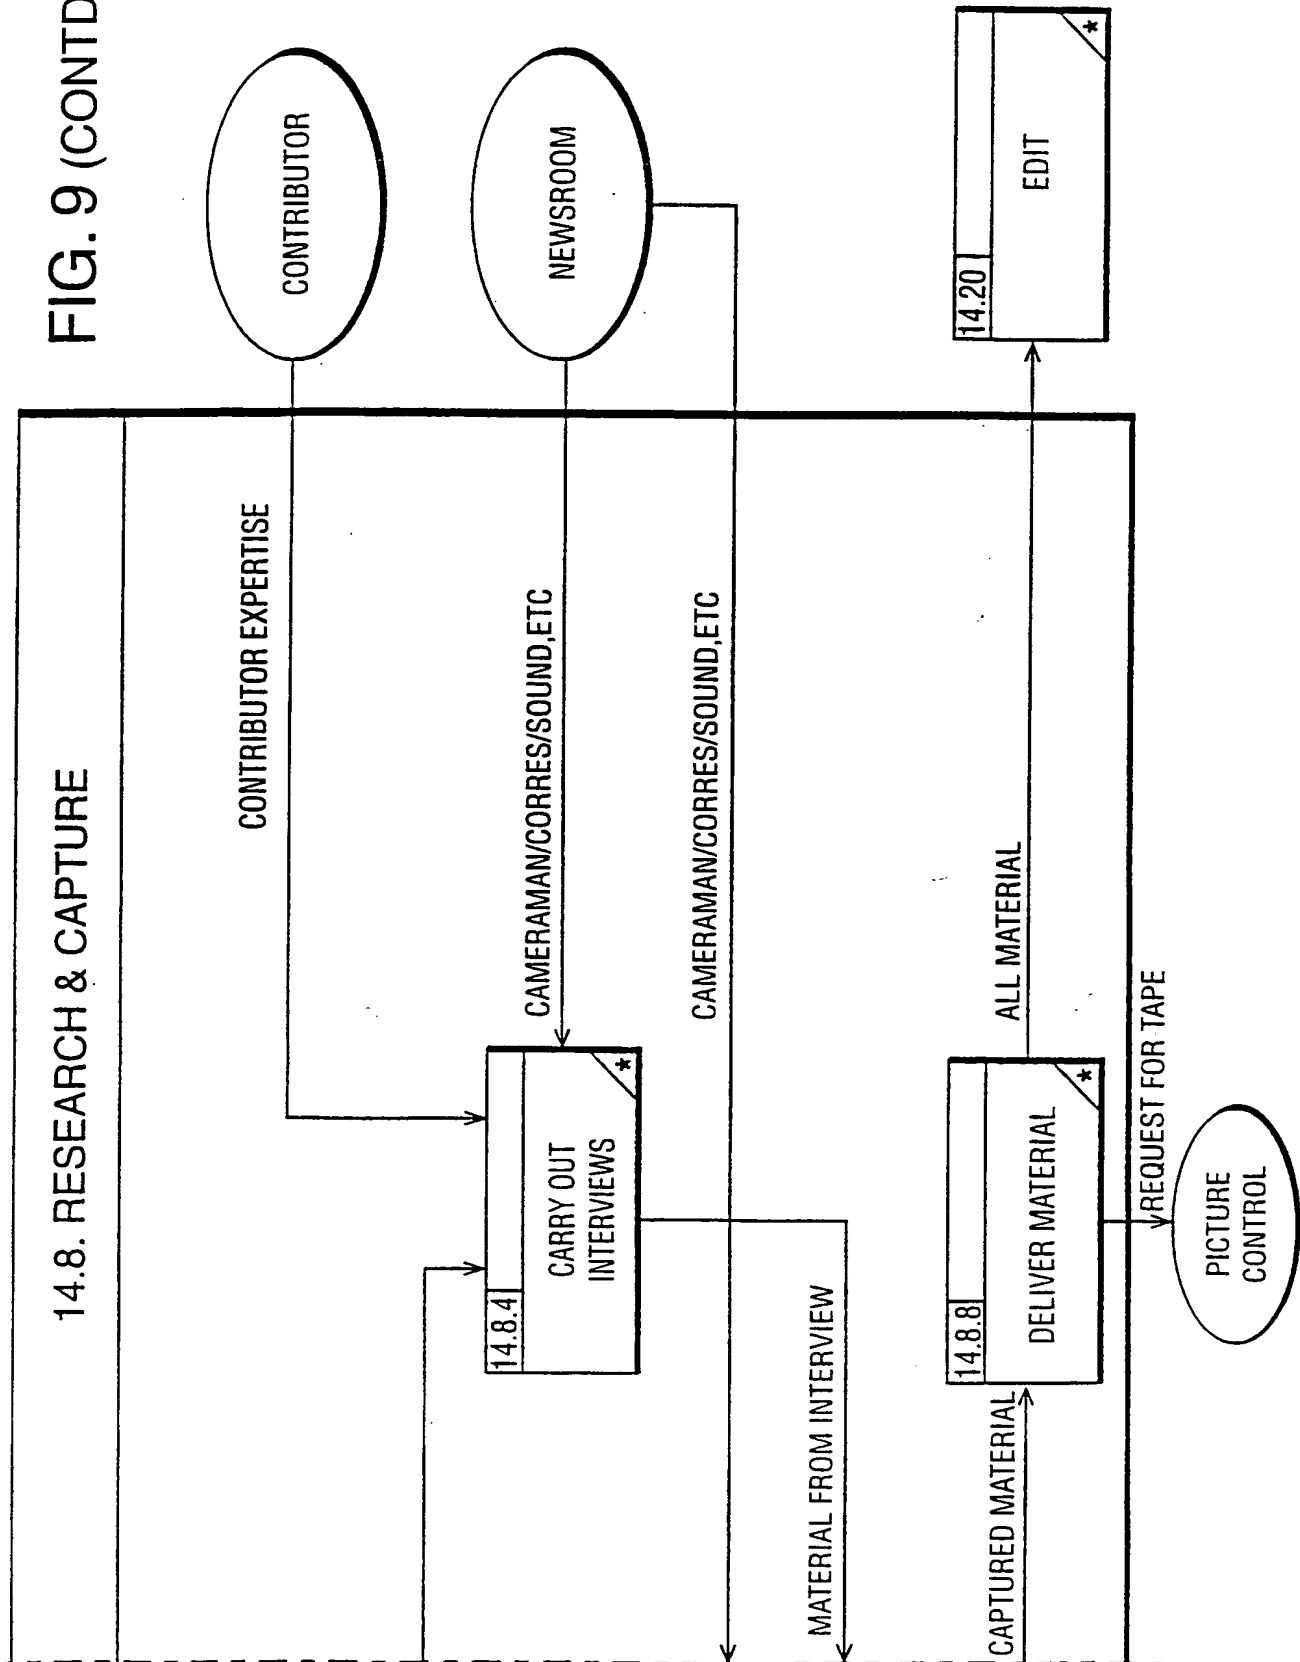 FIG. 9 (CONTD
14.8. RESEARCH & CAPTURE
CONTRIBUTOR
CONTRIBUTOR EXPERTISE
NEWSROOM
CAMERAMAN/CORRES/SOUND,ETC
14.8.4
*
CARRY OUT
INTERVIEWS
CAMERAMAN/CORRES/SOUND,ETC
MATERIAL FROM INTERVIEW
14.20
*
EDIT
ALL MATERIAL
CAPTURED MATERIAL
14.8.8
*
DELIVER MATERIAL
REQUEST FOR TAPE
PICTURE
CONTROL